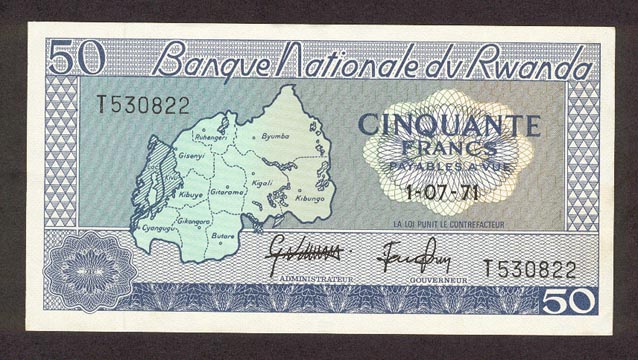 50 Banque Nationale du Rwanda
T530822
Ruhengeri
Byumba
Gisenyi
Kivu
Kigali
Kibuye
Gitarama
Kibungo
Gikongoro
Cyangugu
Butare
CINQUANTE
FRANCS
PAYABLES A VUE
1-07-71
LA LOI PUNIT LE CONTREFACTEUR
ADMINISTRATEUR
GOUVERNEUR
T530822
50